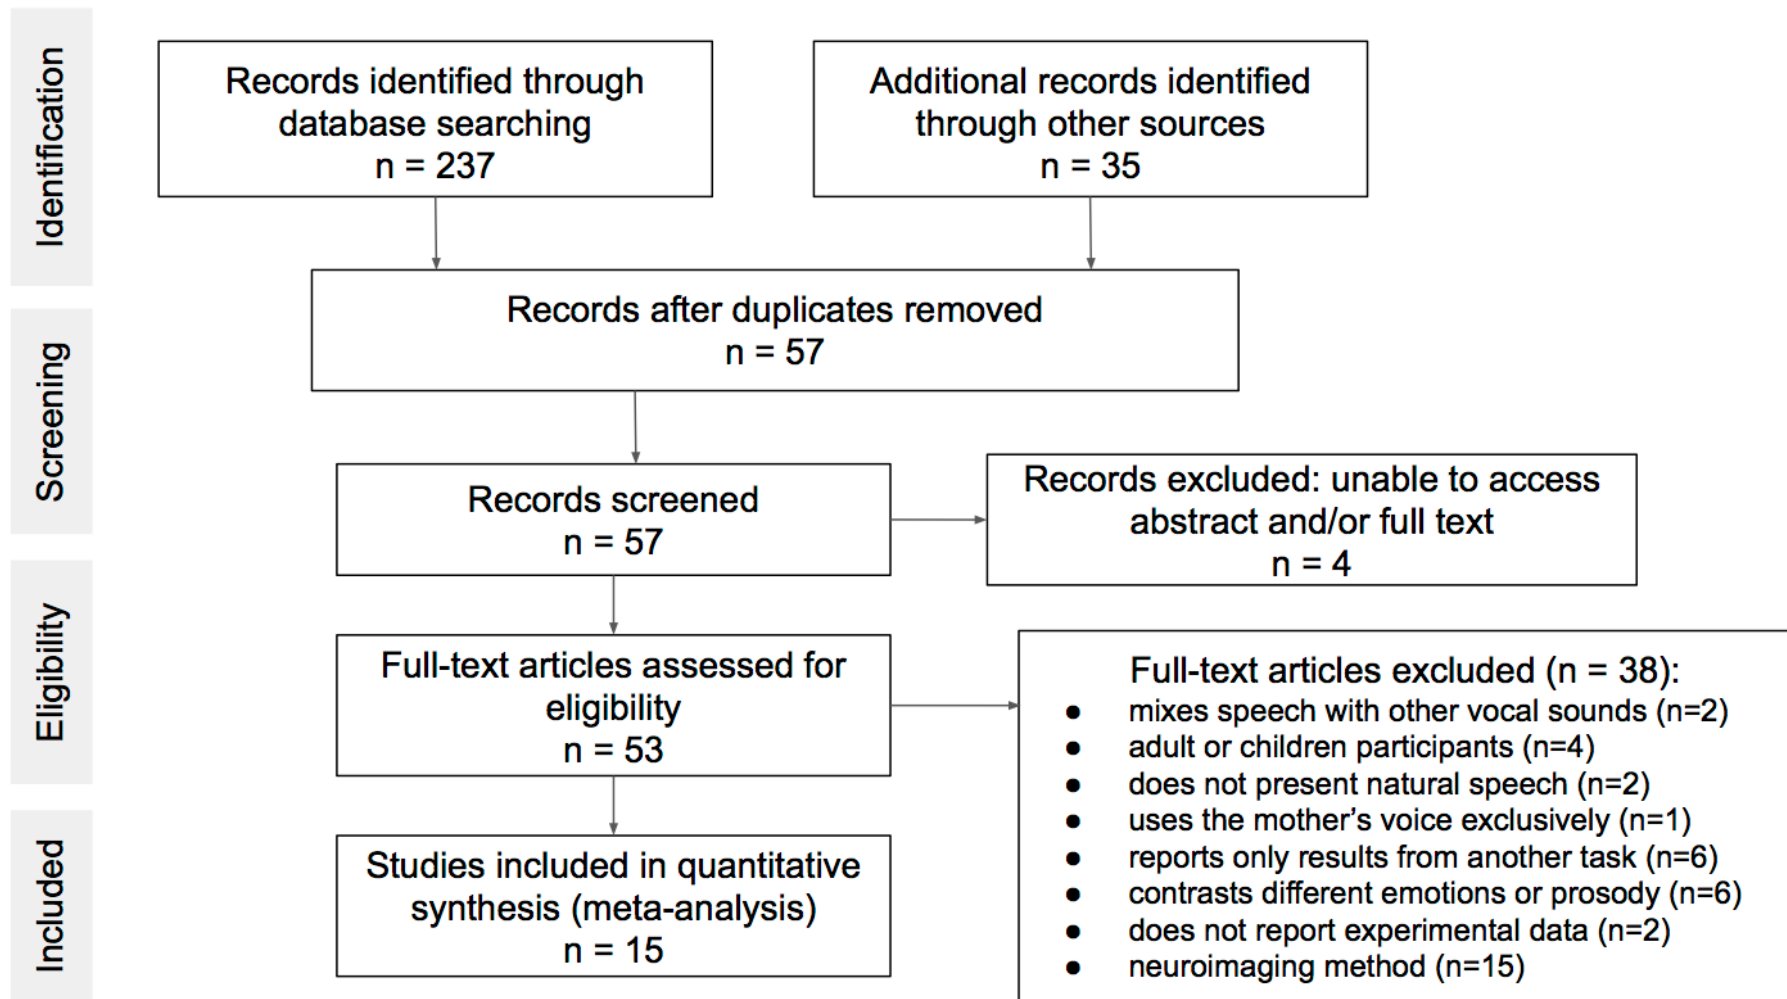 Identification
Records identified through
database searching
n = 237
Additional records identified
through other sources
n = 35
Screening
Records after duplicates removed
n = 57
Records screened
n = 57
Records excluded: unable to access
abstract and/or full text
n = 4
Eligibility
Full-text articles assessed for
eligibility
n = 53
Full-text articles excluded (n = 38):
● mixes speech with other vocal sounds (n=2)
● adult or children participants (n=4)
● does not present natural speech (n=2)
● uses the mother’s voice exclusively (n=1)
● reports only results from another task (n=6)
● contrasts different emotions or prosody (n=6)
● does not report experimental data (n=2)
● neuroimaging method (n=15)
Included
Studies included in quantitative
synthesis (meta-analysis)
n = 15